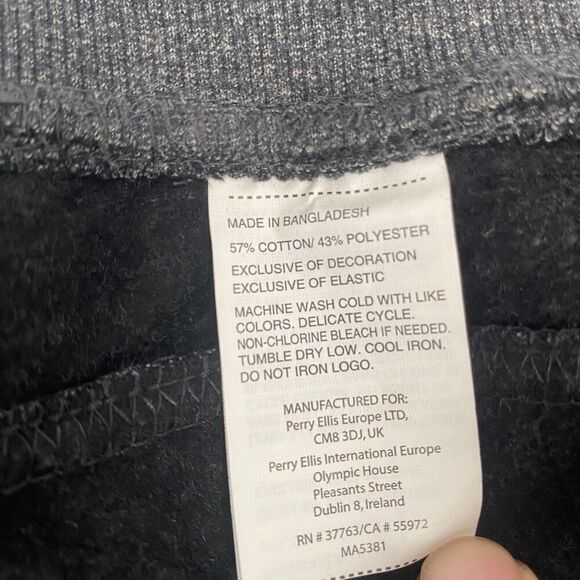 MADE IN BANGLADESH
57% COTTON/ 43% POLYESTER
EXCLUSIVE OF DECORATION
EXCLUSIVE OF ELASTIC
MACHINE WASH COLD WITH LIKE
COLORS. DELICATE CYCLE.
NON-CHLORINE BLEACH IF NEEDED.
TUMBLE DRY LOW. COOL IRON.
DO NOT IRON LOGO.
MANUFACTURED FOR:
Perry Ellis Europe LTD,
CM8 3DJ, UK
Perry Ellis International Europe
Olympic House
Pleasants Street
Dublin 8, Ireland
RN # 37763/CA # 55972
MA5381